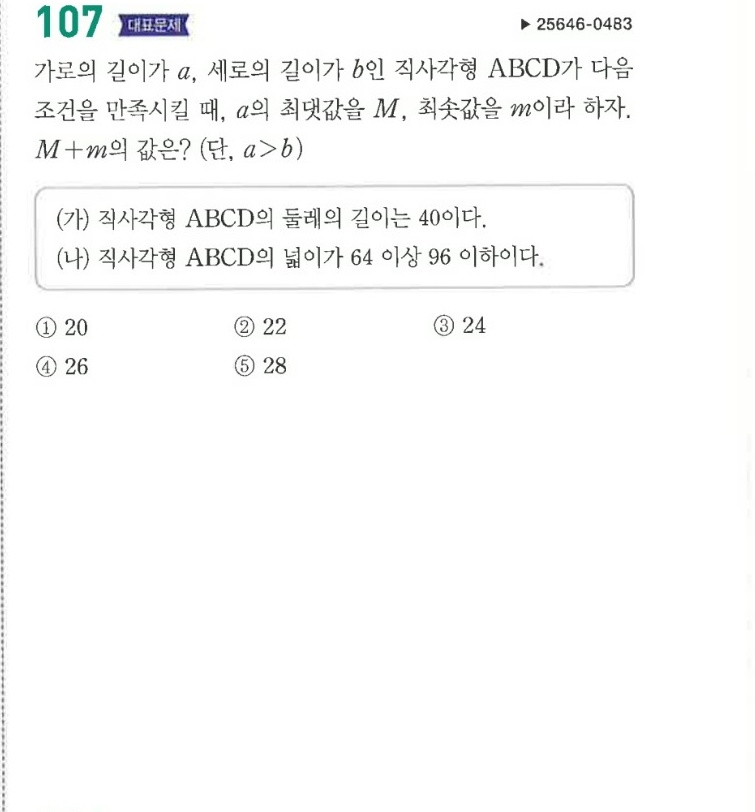 107 대표문제 ▶ 25646-0483
가로의 길이가 a, 세로의 길이가 b인 직사각형 ABCD가 다음
조건을 만족시킬 때, a의 최댓값을 M, 최솟값을 m이라 하자.
M+m의 값은? (단, a>b)
(가) 직사각형 ABCD의 둘레의 길이는 40이다.
(나) 직사각형 ABCD의 넓이가 64 이상 96 이하이다.
① 20 ② 22 ③ 24
④ 26 ⑤ 28